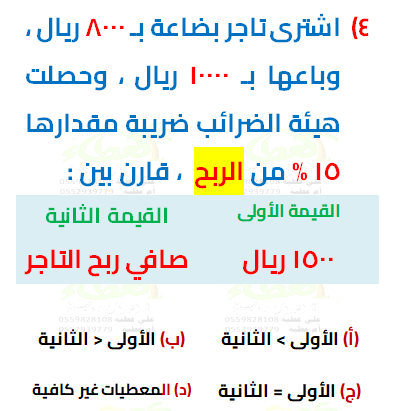 ٤) اشترى تاجر بضاعة بـ ٨٠٠٠ ريال ،
وباعها بـ ١٠٠٠٠ ريال ، وحصلت
هيئة الضرائب ضريبة مقدارها
١٥ % من الربح ، قارن بين :
القيمة الأولى القيمة الثانية
١٥٠٠ ريال صافي ربح التاجر
(أ) الأولى > الثانية (ب) الأولى < الثانية
(ج) الأولى = الثانية (د) المعطيات غير كافية